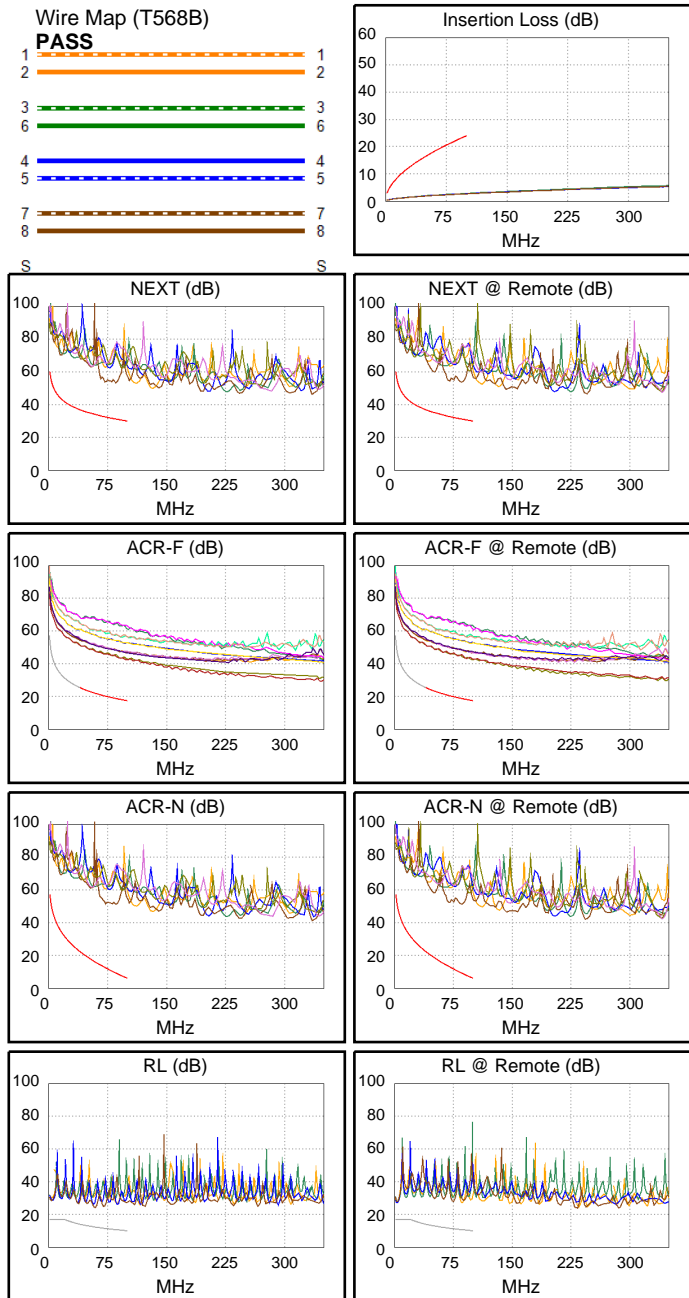 Wire Map (T568B)
PASS
1 1
2 2
3 3
6 6
4 4
5 5
7 7
8 8
S S
Insertion Loss (dB)
60
50
40
30
20
10
0
0 75 150 225 300
MHz
NEXT (dB)
100
80
60
40
20
0
0 75 150 225 300
MHz
NEXT @ Remote (dB)
100
80
60
40
20
0
0 75 150 225 300
MHz
ACR-F (dB)
100
80
60
40
20
0
0 75 150 225 300
MHz
ACR-F @ Remote (dB)
100
80
60
40
20
0
0 75 150 225 300
MHz
ACR-N (dB)
100
80
60
40
20
0
0 75 150 225 300
MHz
ACR-N @ Remote (dB)
100
80
60
40
20
0
0 75 150 225 300
MHz
RL (dB)
100
80
60
40
20
0
0 75 150 225 300
MHz
RL @ Remote (dB)
100
80
60
40
20
0
0 75 150 225 300
MHz